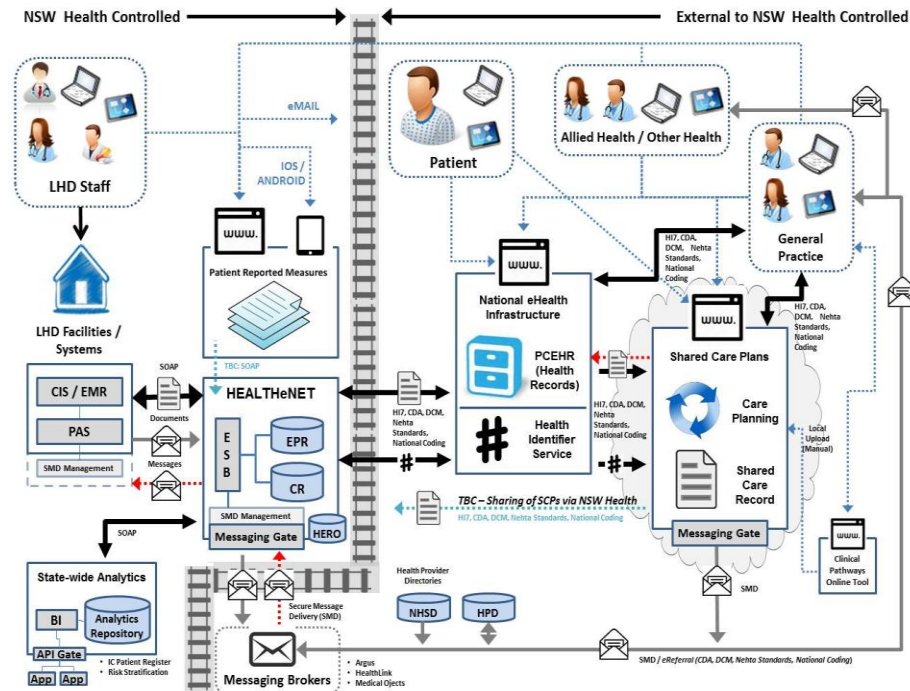 NSW Health Controlled
External to NSW Health Controlled
LHD Staff
eMAIL
IOS /
ANDROID
Patient
Allied Health / Other Health
General
Practice
www.
Patient Reported Measures
LHD Facilities /
Systems
TBC: SOAP
SOAP
CIS / EMR
PAS
SMD Management
Documents
Messages
HEALTHeNET
E
S
B
EPR
CR
SMD Management
Messaging Gate
HERO
SOAP
State-wide Analytics
BI
Analytics
Repository
API Gate
App
App
• IC Patient Register
• Risk Stratification
Secure Message
Delivery (SMD)
Messaging Brokers
• Argus
• HealthLink
• Medical Ojects
www.
National eHealth
Infrastructure
PCEHR
(Health
Records)
#
Health
Identifier
Service
HI7, CDA, DCM,
Nehta
Standards,
National Coding
#
HI7, CDA,
DCM, Nehta
Standards,
National
Coding
HI7, CDA,
DCM, Nehta
Standards,
National
Coding
HI7, CDA, DCM,
Nehta
Standards,
National Coding
#
www.
Shared Care Plans
Care
Planning
Shared
Care
Record
Messaging Gate
TBC – Sharing of SCPs via NSW Health
HI7, CDA, DCM, Nehta Standards, National Coding
Local
Upload
(Manual)
www.
Clinical
Pathways
Online Tool
Health Provider
Directories
NHSD
HPD
SMD
SMD / eReferral (CDA, DCM, Nehta Standards, National Coding)